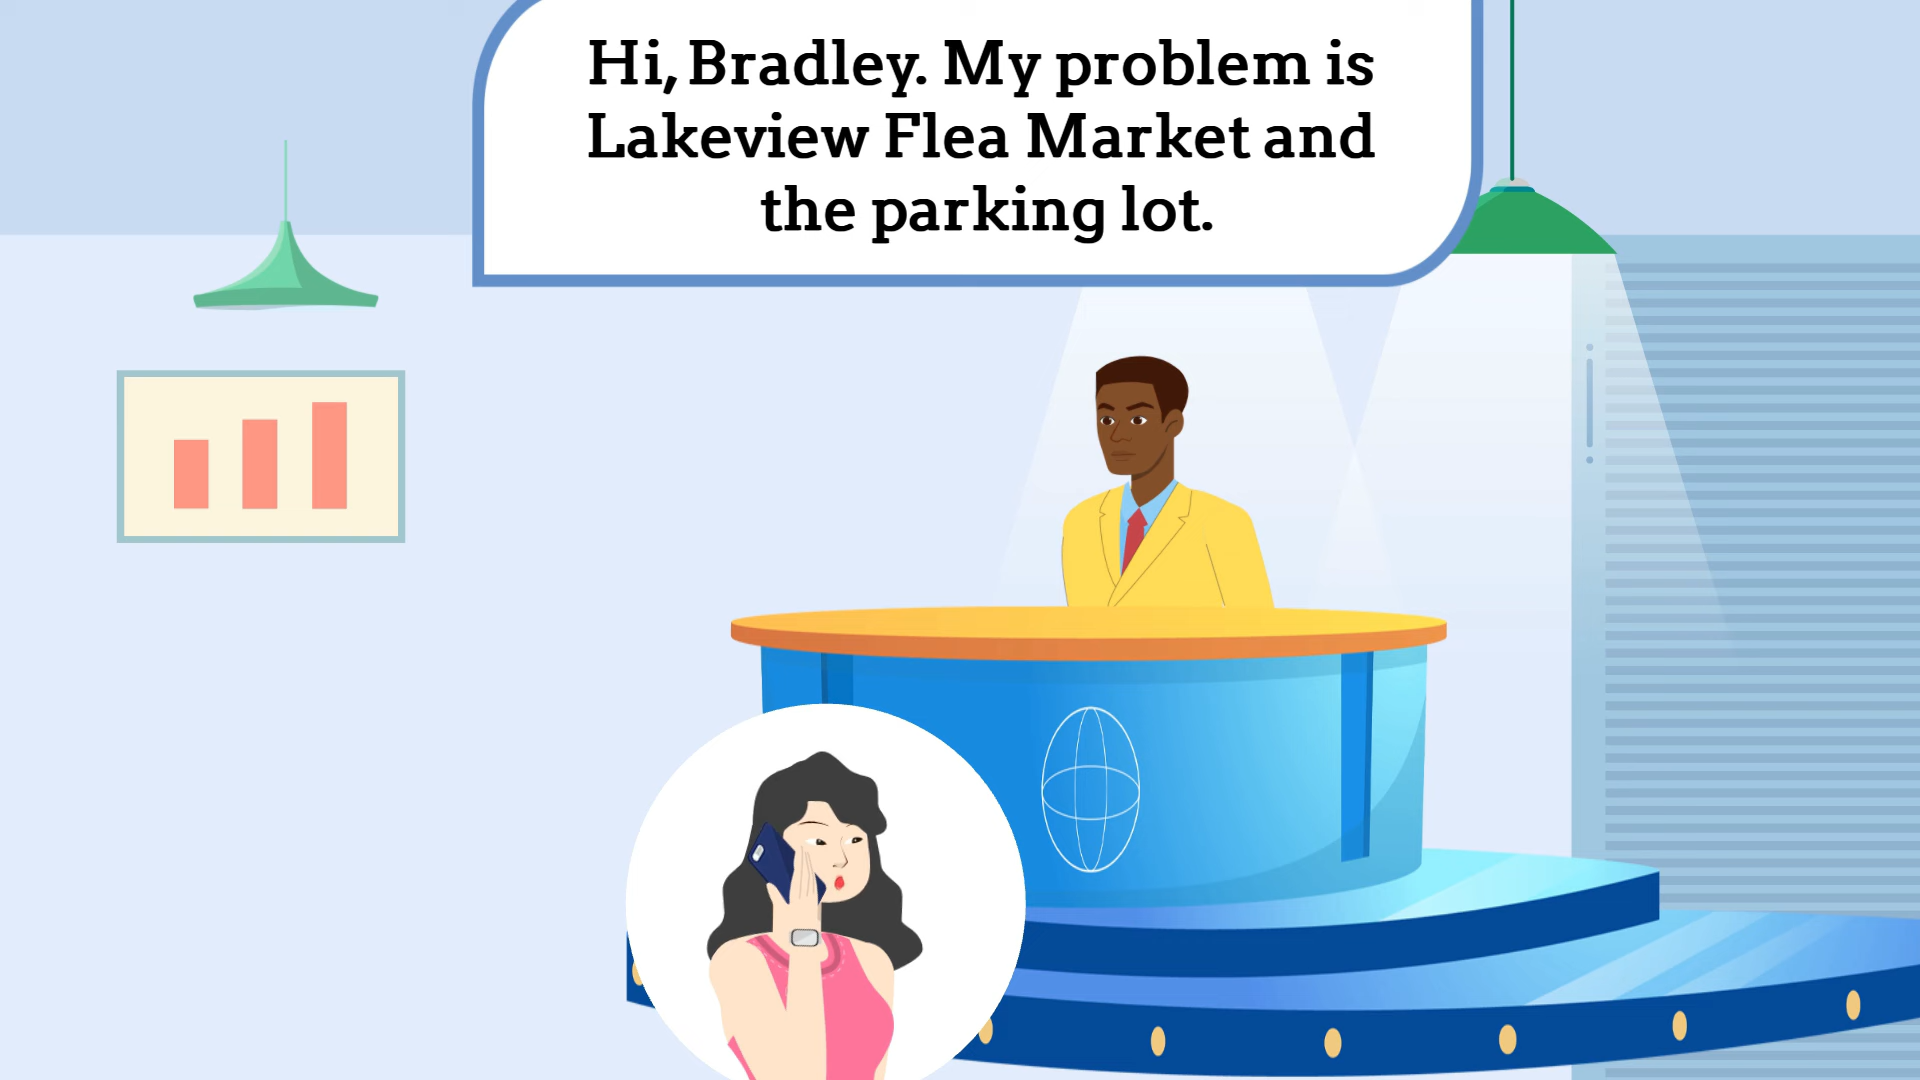 Hi, Bradley. My problem is
Lakeview Flea Market and
the parking lot.